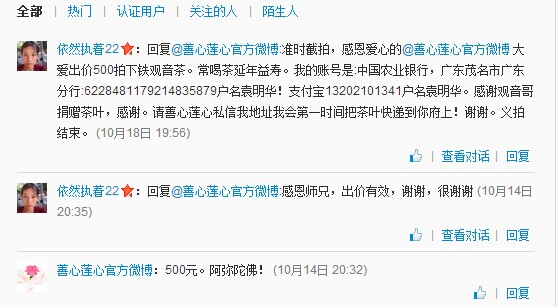 全部 | 热门 | 认证用户 | 关注的人 | 陌生人
依然执着22：回复@善心莲心官方微博:准时截拍，感恩爱心的@善心莲心官方微博 大
爱出价500拍下铁观音茶。常喝茶延年益寿。我的账号是:中国农业银行，广东茂名市广东
分行:6228481179214835879户名袁明华！支付宝13202101341户名袁明华。感谢观音哥
捐赠茶叶，感谢。请善心莲心私信我地址我会第一时间把茶叶快递到你府上！谢谢。义拍
结束。 (10月18日 19:56)
| 查看对话 | 回复
依然执着22：回复@善心莲心官方微博:感恩师兄，出价有效，谢谢，很谢谢 (10月14日
20:35)
| 查看对话 | 回复
善心莲心官方微博：500元。阿弥陀佛！ (10月14日 20:32)
| 回复